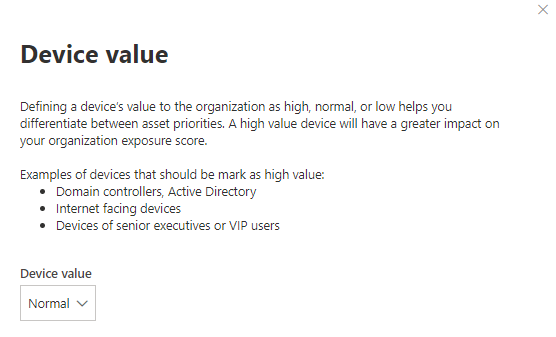 Device value
Defining a device's value to the organization as high, normal, or low helps you
differentiate between asset priorities. A high value device will have a greater impact on
your organization exposure score.
Examples of devices that should be mark as high value:
• Domain controllers, Active Directory
• Internet facing devices
• Devices of senior executives or VIP users
Device value
Normal